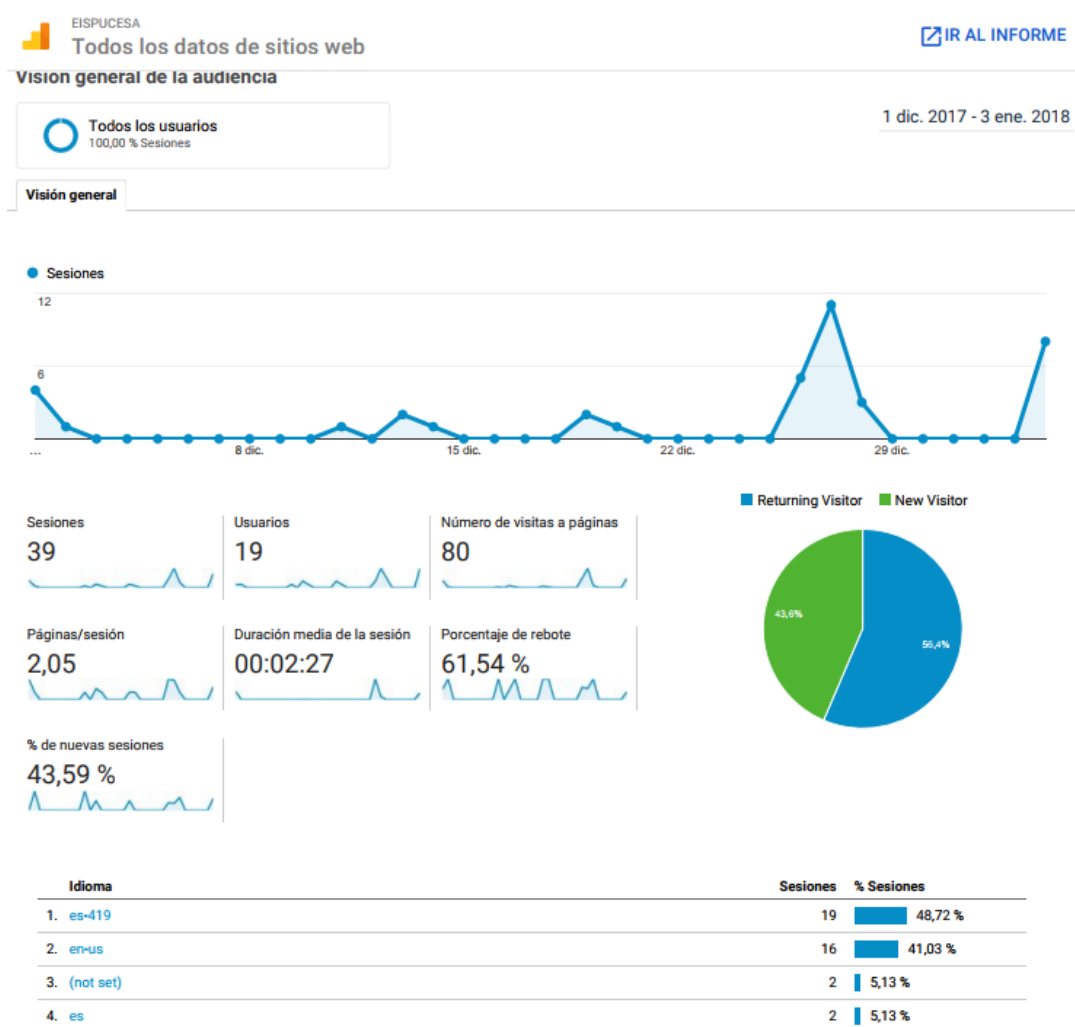 EISPUCESA
Todos los datos de sitios web
IR AL INFORME
Visión general de la audiencia
Todos los usuarios
100,00 % Sesiones
1 dic. 2017 - 3 ene. 2018
Visión general
Sesiones
12
6
...
8 dic.
15 dic.
22 dic.
29 dic.
Returning Visitor
New Visitor
Sesiones
39
Usuarios
19
Número de visitas a páginas
80
Páginas/sesión
2,05
Duración media de la sesión
00:02:27
Porcentaje de rebote
61,54 %
% de nuevas sesiones
43,59 %
43,6%
56,4%
Idioma Sesiones % Sesiones
1. es-419 19 48,72 %
2. en-us 16 41,03 %
3. (not set) 2 5,13 %
4. es 2 5,13 %